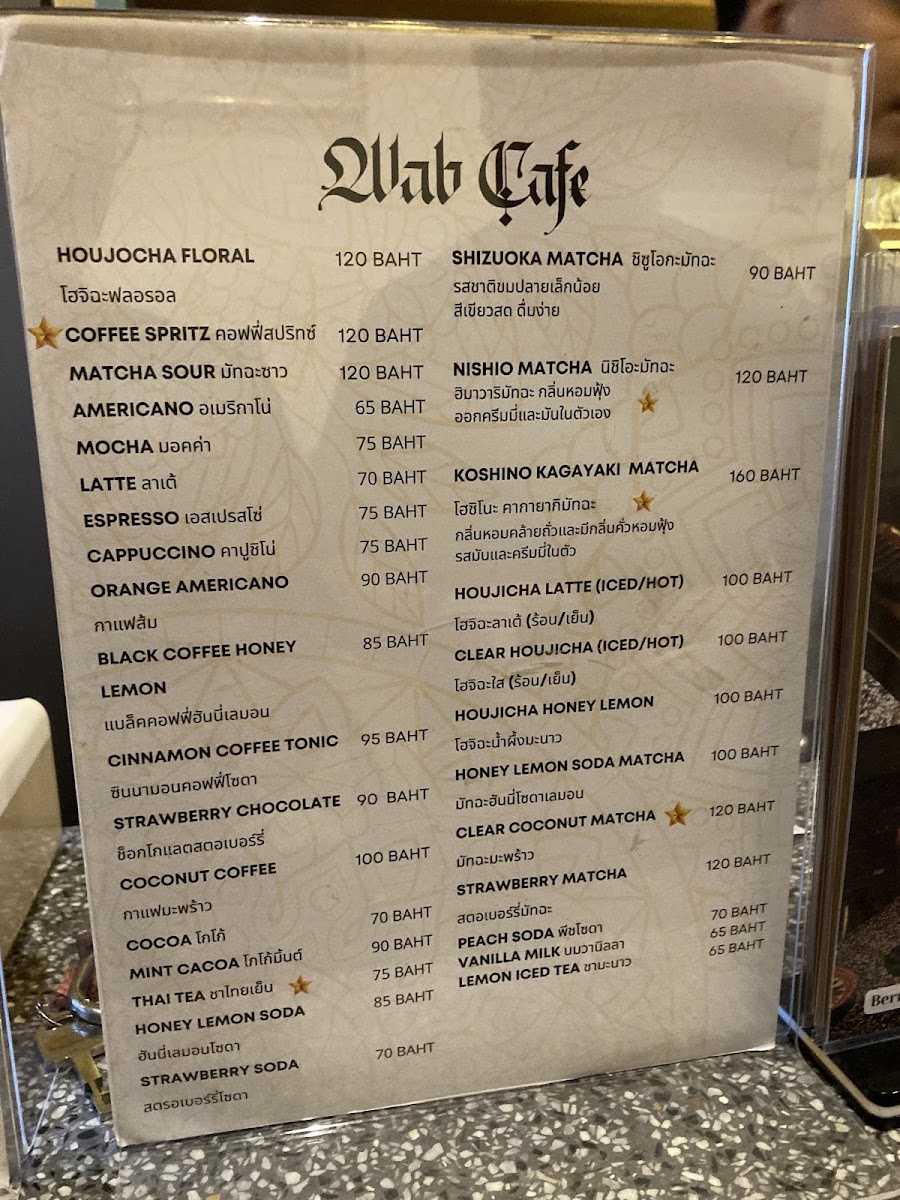 Wab Cafe
HOUJOCHA FLORAL 120 BAHT
โฮจิฉะฟลอรอล
COFFEE SPRITZ คอฟฟี่สปริทซ์ 120 BAHT
MATCHA SOUR มัทฉะซาว 120 BAHT
AMERICANO อเมริกาโน่ 65 BAHT
MOCHA มอคค่า 75 BAHT
LATTE ลาเต้ 70 BAHT
ESPRESSO เอสเปรสโซ่ 75 BAHT
CAPPUCCINO คาปูชิโน่ 75 BAHT
ORANGE AMERICANO 90 BAHT
กาแฟส้ม
BLACK COFFEE HONEY 85 BAHT
LEMON
แบล็คคอฟฟี่ฮันนี่เลมอน
CINNAMON COFFEE TONIC 95 BAHT
ซินนามอนคอฟฟี่โซดา
STRAWBERRY CHOCOLATE 90 BAHT
ช็อกโกแลตสตอเบอร์รี่
COCONUT COFFEE 100 BAHT
กาแฟมะพร้าว
COCOA โกโก้ 70 BAHT
MINT CACOA โกโก้มิ้นต์ 90 BAHT
THAI TEA ชาไทยเย็น 75 BAHT
HONEY LEMON SODA 85 BAHT
ฮันนี่เลมอนโซดา
STRAWBERRY SODA 70 BAHT
สตรอเบอร์รี่โซดา
SHIZUOKA MATCHA ชิซูโอกะมัทฉะ 90 BAHT
รสชาติขมปลายเล็กน้อย
สีเขียวสด ดื่มง่าย
NISHIO MATCHA นิชิโอะมัทฉะ 120 BAHT
ฮิมาวาริมัทฉะ กลิ่นหอมฟุ้ง
ออกครีมมี่และมันในตัวเอง
KOSHINO KAGAYAKI MATCHA 160 BAHT
โฮชิโนะ คากายากิมัทฉะ
กลิ่นหอมคล้ายถั่วและมีกลิ่นคั่วหอมฟุ้ง
รสมันและครีมมี่ในตัว
HOUJICHA LATTE (ICED/HOT) 100 BAHT
โฮจิฉะลาเต้ (ร้อน/เย็น)
CLEAR HOUJICHA (ICED/HOT) 100 BAHT
โฮจิฉะใส (ร้อน/เย็น)
HOUJICHA HONEY LEMON 100 BAHT
โฮจิฉะน้ำผึ้งมะนาว
HONEY LEMON SODA MATCHA 100 BAHT
มัทฉะฮันนี่โซดาเลมอน
CLEAR COCONUT MATCHA 120 BAHT
มัทฉะมะพร้าว
STRAWBERRY MATCHA 120 BAHT
สตอเบอร์รี่มัทฉะ
PEACH SODA พีชโซดา 70 BAHT
VANILLA MILK นมวานิลลา 65 BAHT
LEMON ICED TEA ชามะนาว 65 BAHT